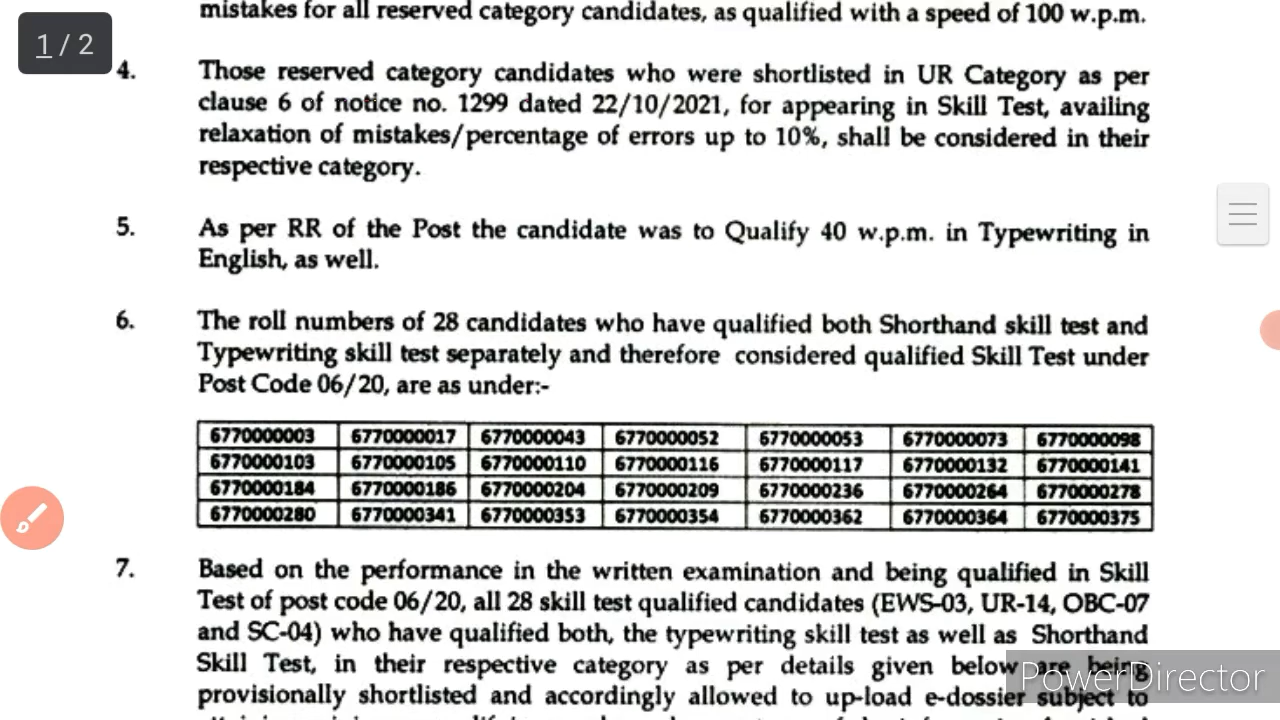 mistakes for all reserved category candidates, as qualified with a speed of 100 w.p.m.
1 / 2
4. Those reserved category candidates who were shortlisted in UR Category as per
clause 6 of notice no. 1299 dated 22/10/2021, for appearing in Skill Test, availing
relaxation of mistakes/percentage of errors up to 10%, shall be considered in their
respective category.
5. As per RR of the Post the candidate was to Qualify 40 w.p.m. in Typewriting in
English, as well.
6. The roll numbers of 28 candidates who have qualified both Shorthand skill test and
Typewriting skill test separately and therefore considered qualified Skill Test under
Post Code 06/20, are as under:-
6770000003 6770000017 6770000043 6770000052 6770000053 6770000073 6770000098
6770000103 6770000105 6770000110 6770000116 6770000117 6770000132 6770000141
6770000184 6770000186 6770000204 6770000209 6770000236 6770000264 6770000278
6770000280 6770000341 6770000353 6770000354 6770000362 6770000364 6770000375
7. Based on the performance in the written examination and being qualified in Skill
Test of post code 06/20, all 28 skill test qualified candidates (EWS-03, UR-14, OBC-07
and SC-04) who have qualified both, the typewriting skill test as well as Shorthand
Skill Test, in their respective category as per details given below are being
provisionally shortlisted and accordingly allowed to up-load e-dossier subject to
PowerDirector